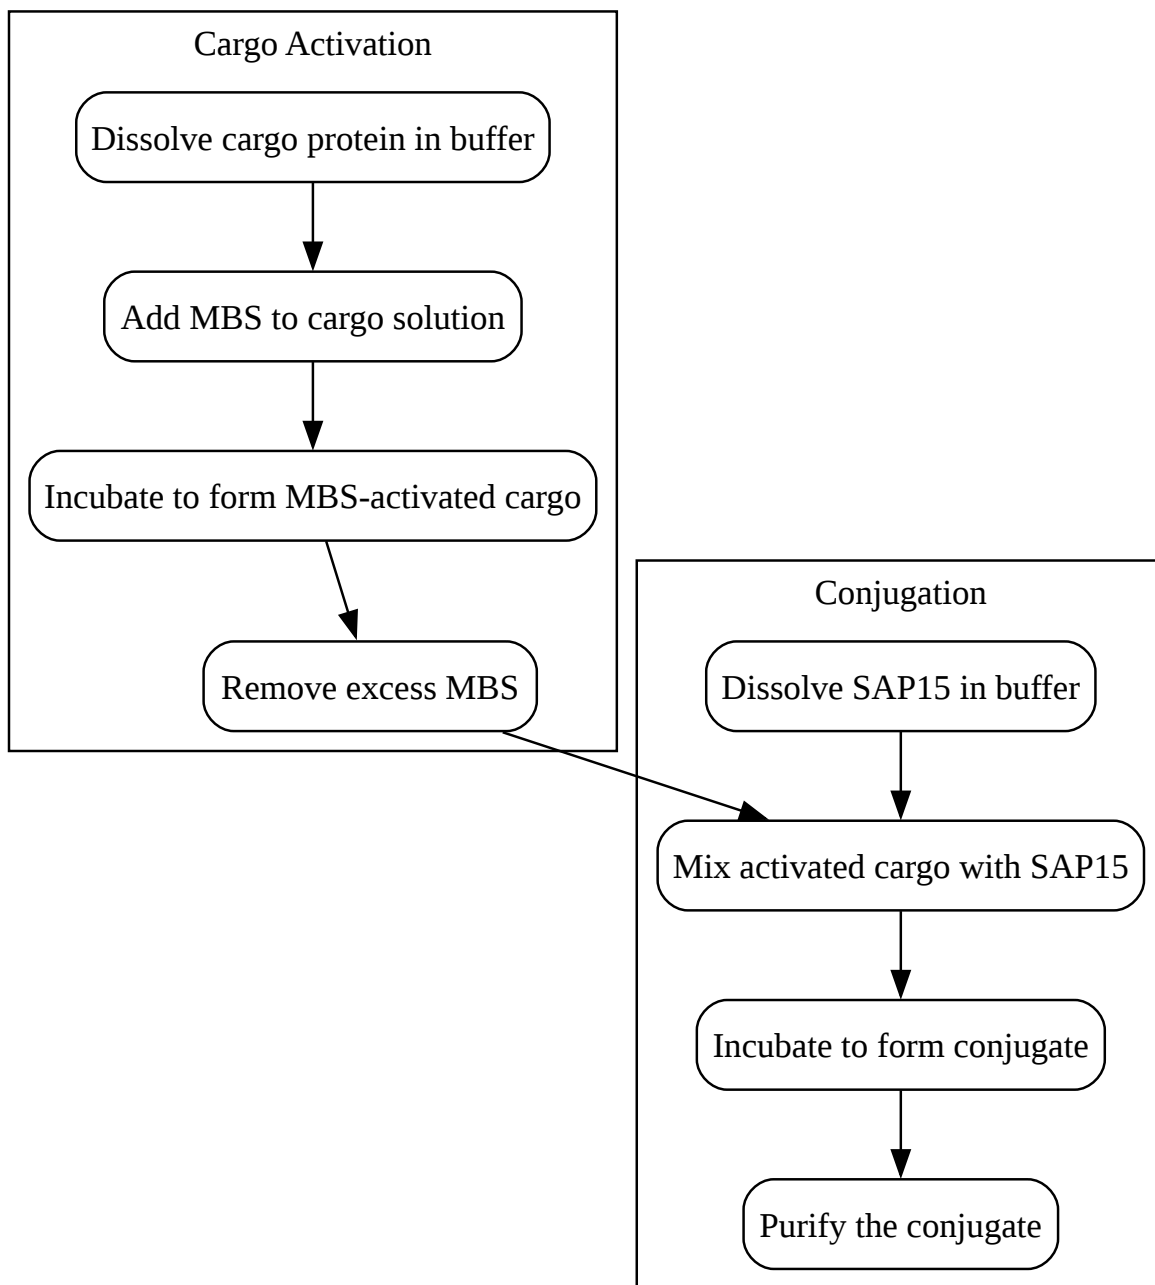 Cargo Activation
Dissolve cargo protein in buffer
Add MBS to cargo solution
Incubate to form MBS-activated cargo
Remove excess MBS
Conjugation
Dissolve SAP15 in buffer
Mix activated cargo with SAP15
Incubate to form conjugate
Purify the conjugate